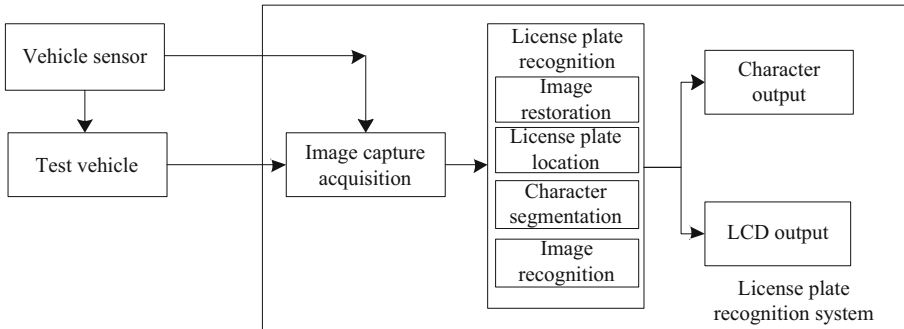 Vehicle sensor
Test vehicle
Image capture
acquisition
License plate
recognition
Image
restoration
License plate
location
Character
segmentation
Image
recognition
Character
output
LCD output
License plate
recognition system